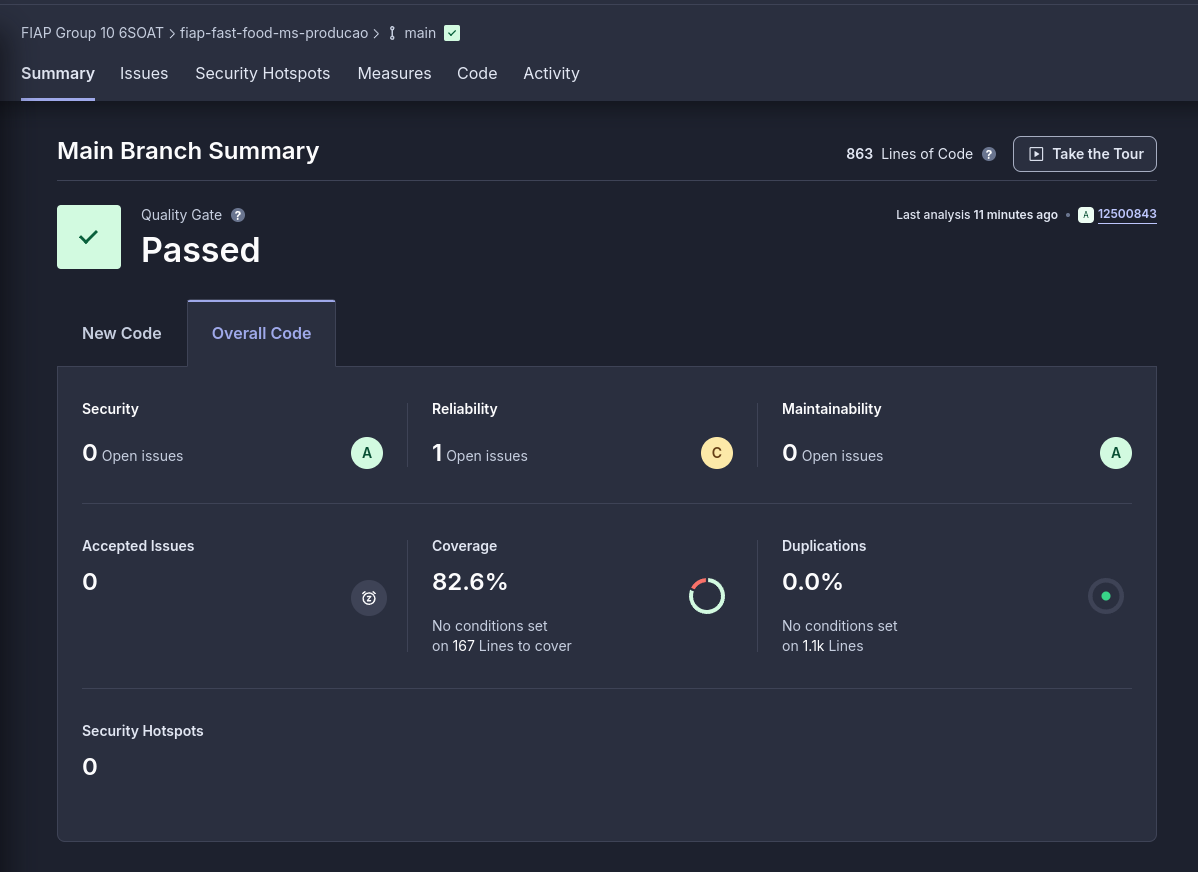 FIAP Group 10 6SOAT > fiap-fast-food-ms-producao > main
Summary Issues Security Hotspots Measures Code Activity
Main Branch Summary
863 Lines of Code ? Take the Tour
Quality Gate ?
Last analysis 11 minutes ago • A 12500843
Passed
New Code Overall Code
Security Reliability Maintainability
0 Open issues A 1 Open issues C 0 Open issues A
Accepted Issues Coverage Duplications
0 82.6% 0.0%
No conditions set No conditions set
on 167 Lines to cover on 1.1k Lines
Security Hotspots
0